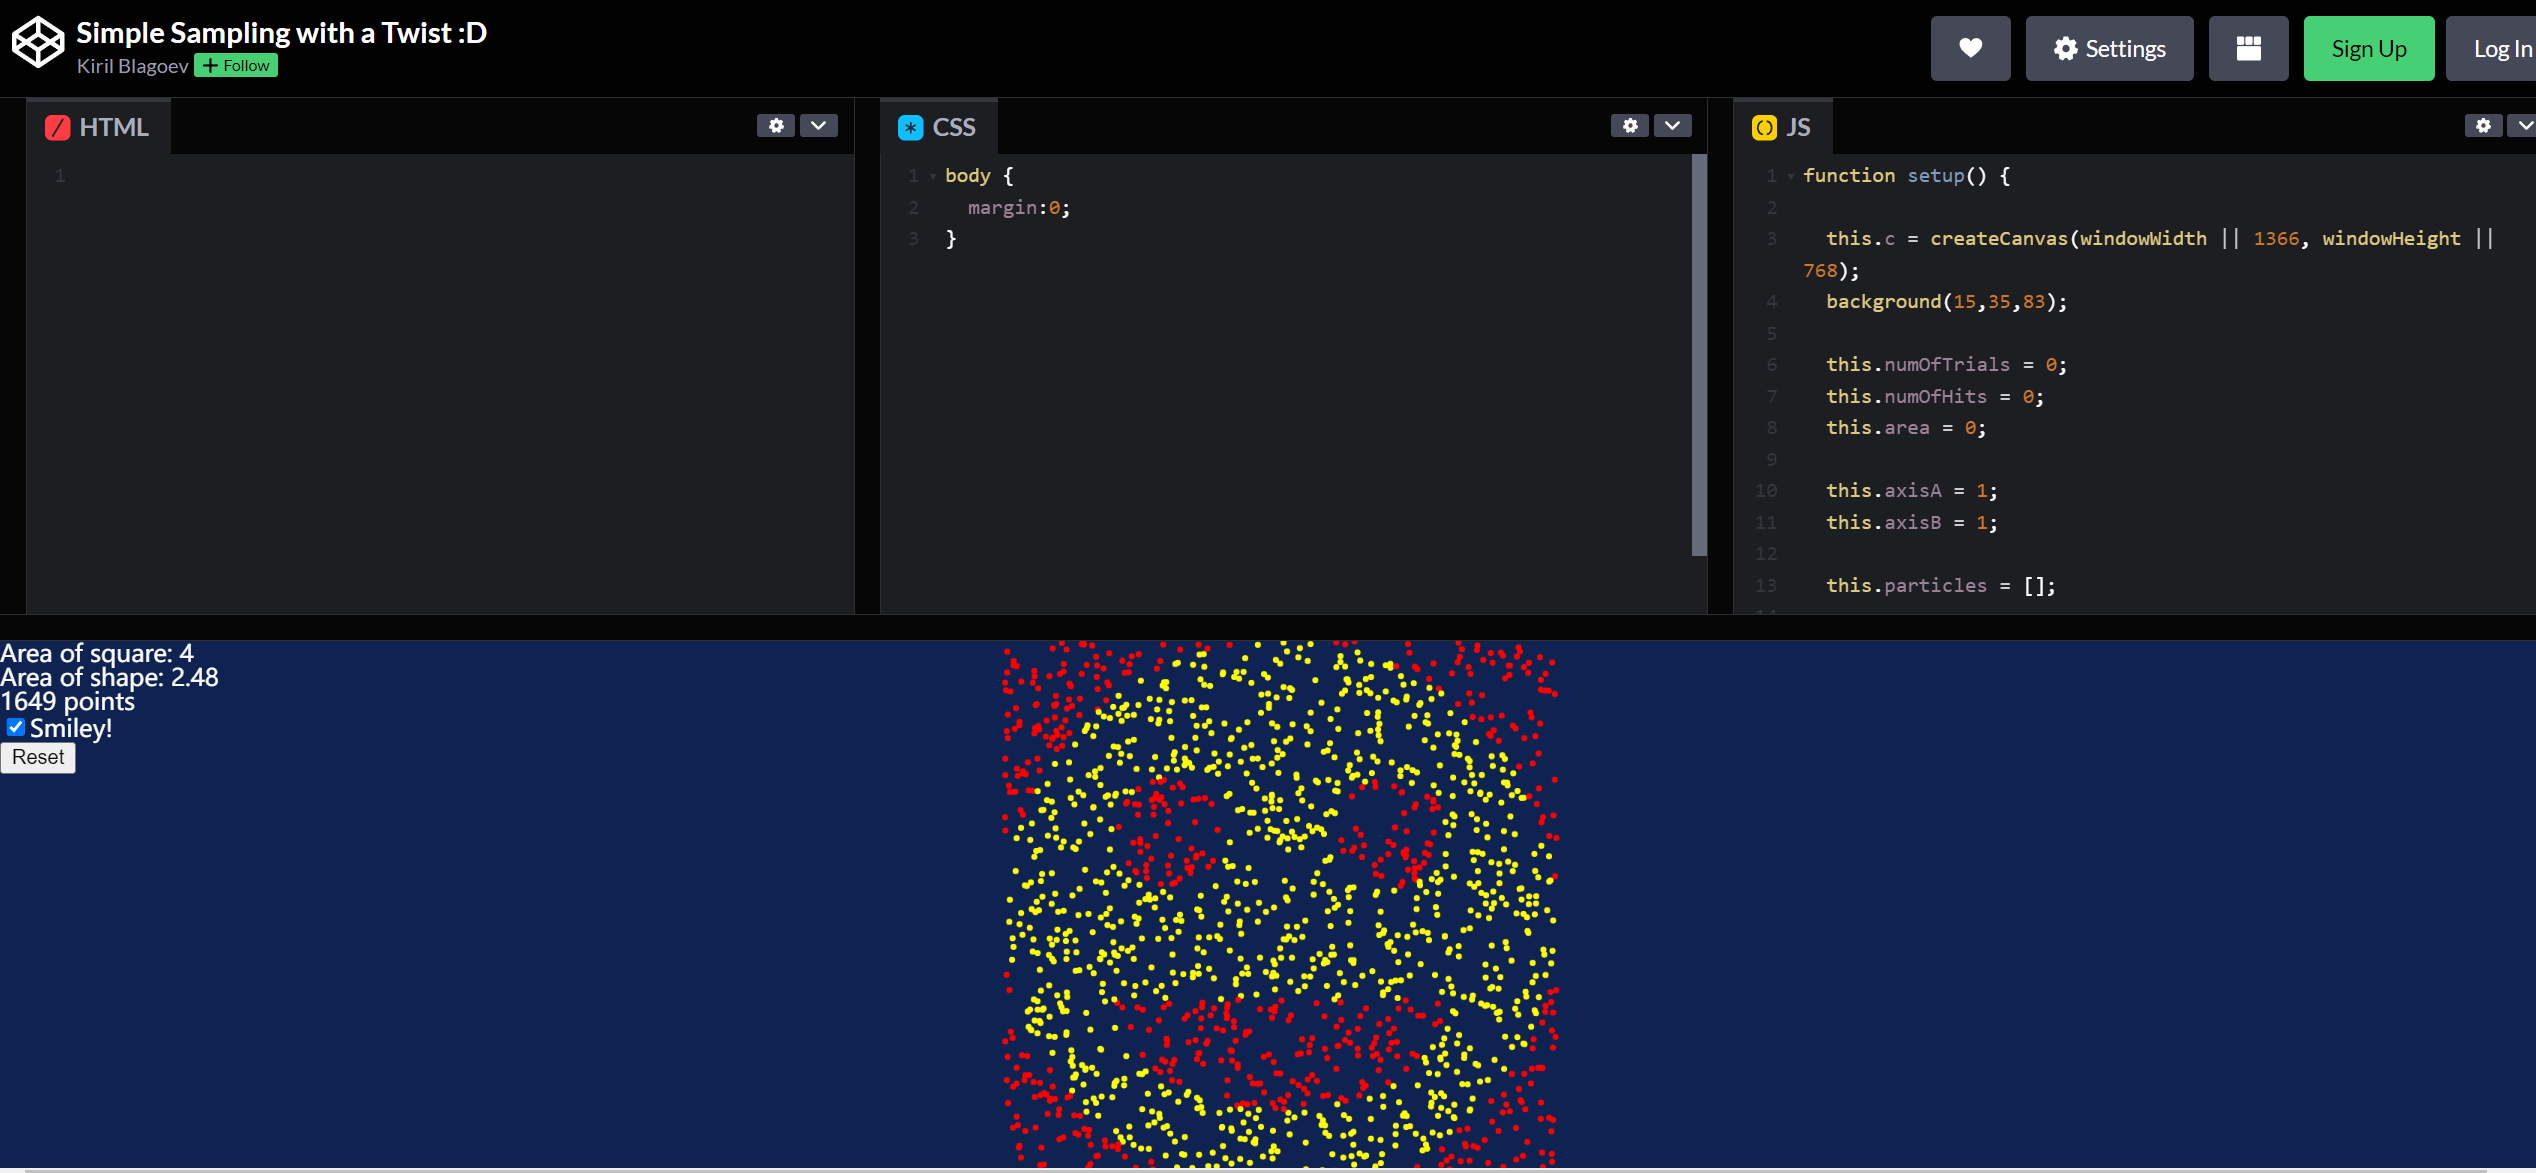 Simple Sampling with a Twist :D
Kiril Blagoev + Follow
Settings
Sign Up
Log In
HTML
CSS
JS
1
1 body {
2 margin:0;
3 }
1 function setup() {
2
3 this.c = createCanvas(windowWidth || 1366, windowHeight ||
768);
4 background(15,35,83);
5
6 this.numOfTrials = 0;
7 this.numOfHits = 0;
8 this.area = 0;
9
10 this.axisA = 1;
11 this.axisB = 1;
12
13 this.particles = [];
Area of square: 4
Area of shape: 2.48
1649 points
Smiley!
Reset